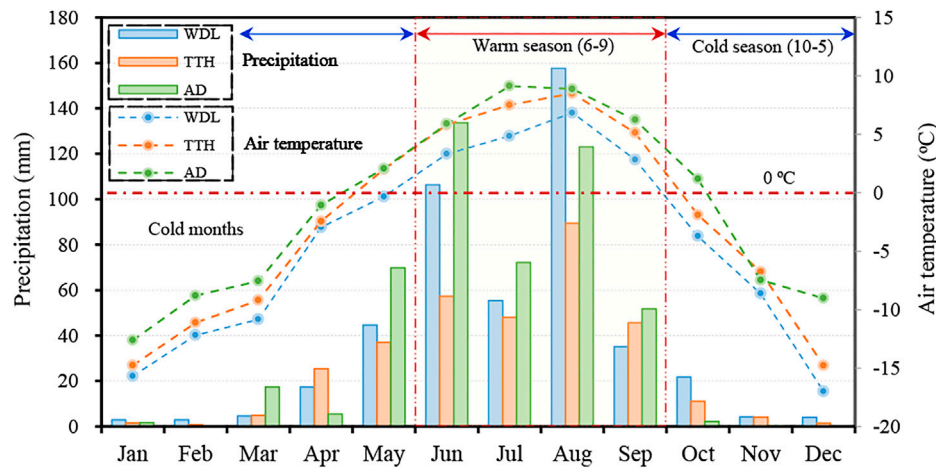 180
160
140
120
100
80
60
40
20
0
Precipitation (mm)
WDL
TTH
AD
Precipitation
WDL
TTH
AD
Air temperature
Warm season (6-9)
Cold season (10-5)
0 ºC
Cold months
15
10
5
0
-5
-10
-15
-20
Air temperature (ºC)
Jan Feb Mar Apr May Jun Jul Aug Sep Oct Nov Dec